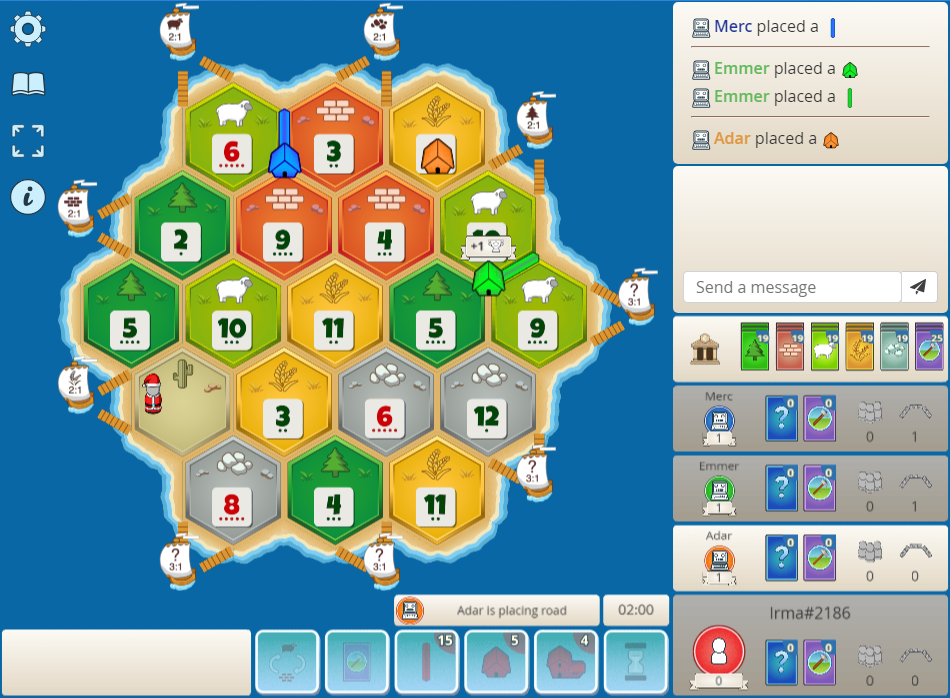 2:1
2:1
2:1
2:1
3:1
2:1
3:1
3:1
3:1
6
3
2
9
4
+1
5
10
11
5
9
3
6
12
8
4
11
i
Merc placed a
Emmer placed a
Emmer placed a
Adar placed a
Send a message
19 19 19 19 19 25
Merc
1
0 0 0 1
Emmer
1
0 0 0 1
Adar
1
0 0 0 0
Irma#2186
0
0 0 0 0
Adar is placing road
02:00
15 5 4
?
?
?
?
?
?
?
?